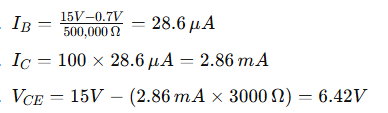 I_B = (15V−0.7V)/(500,000 Ω) = 28.6 μA
I_C = 100 × 28.6 μA = 2.86 mA
V_CE = 15V − (2.86 mA × 3000 Ω) = 6.42V